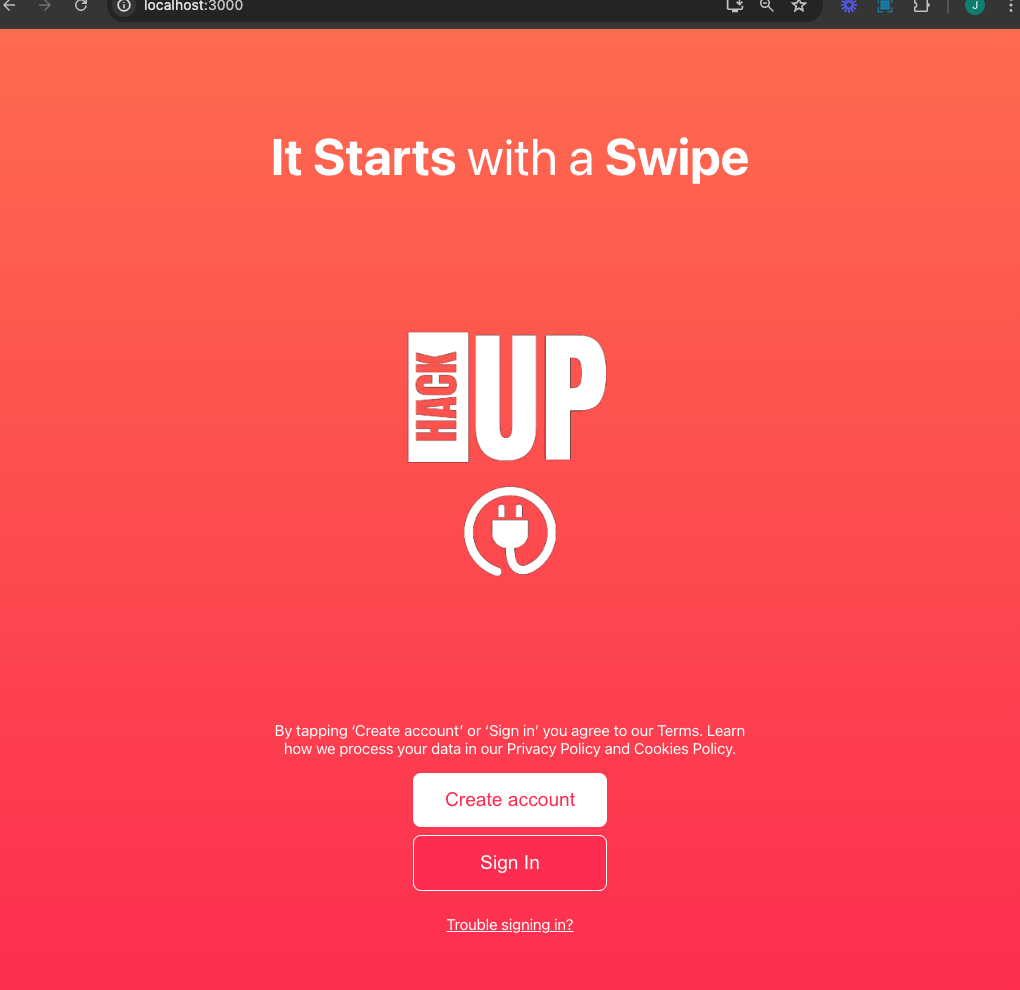 localhost:3000
J
It Starts with a Swipe
HACK
UP
By tapping ‘Create account’ or ‘Sign in’ you agree to our Terms. Learn
how we process your data in our Privacy Policy and Cookies Policy.
Create account
Sign In
Trouble signing in?